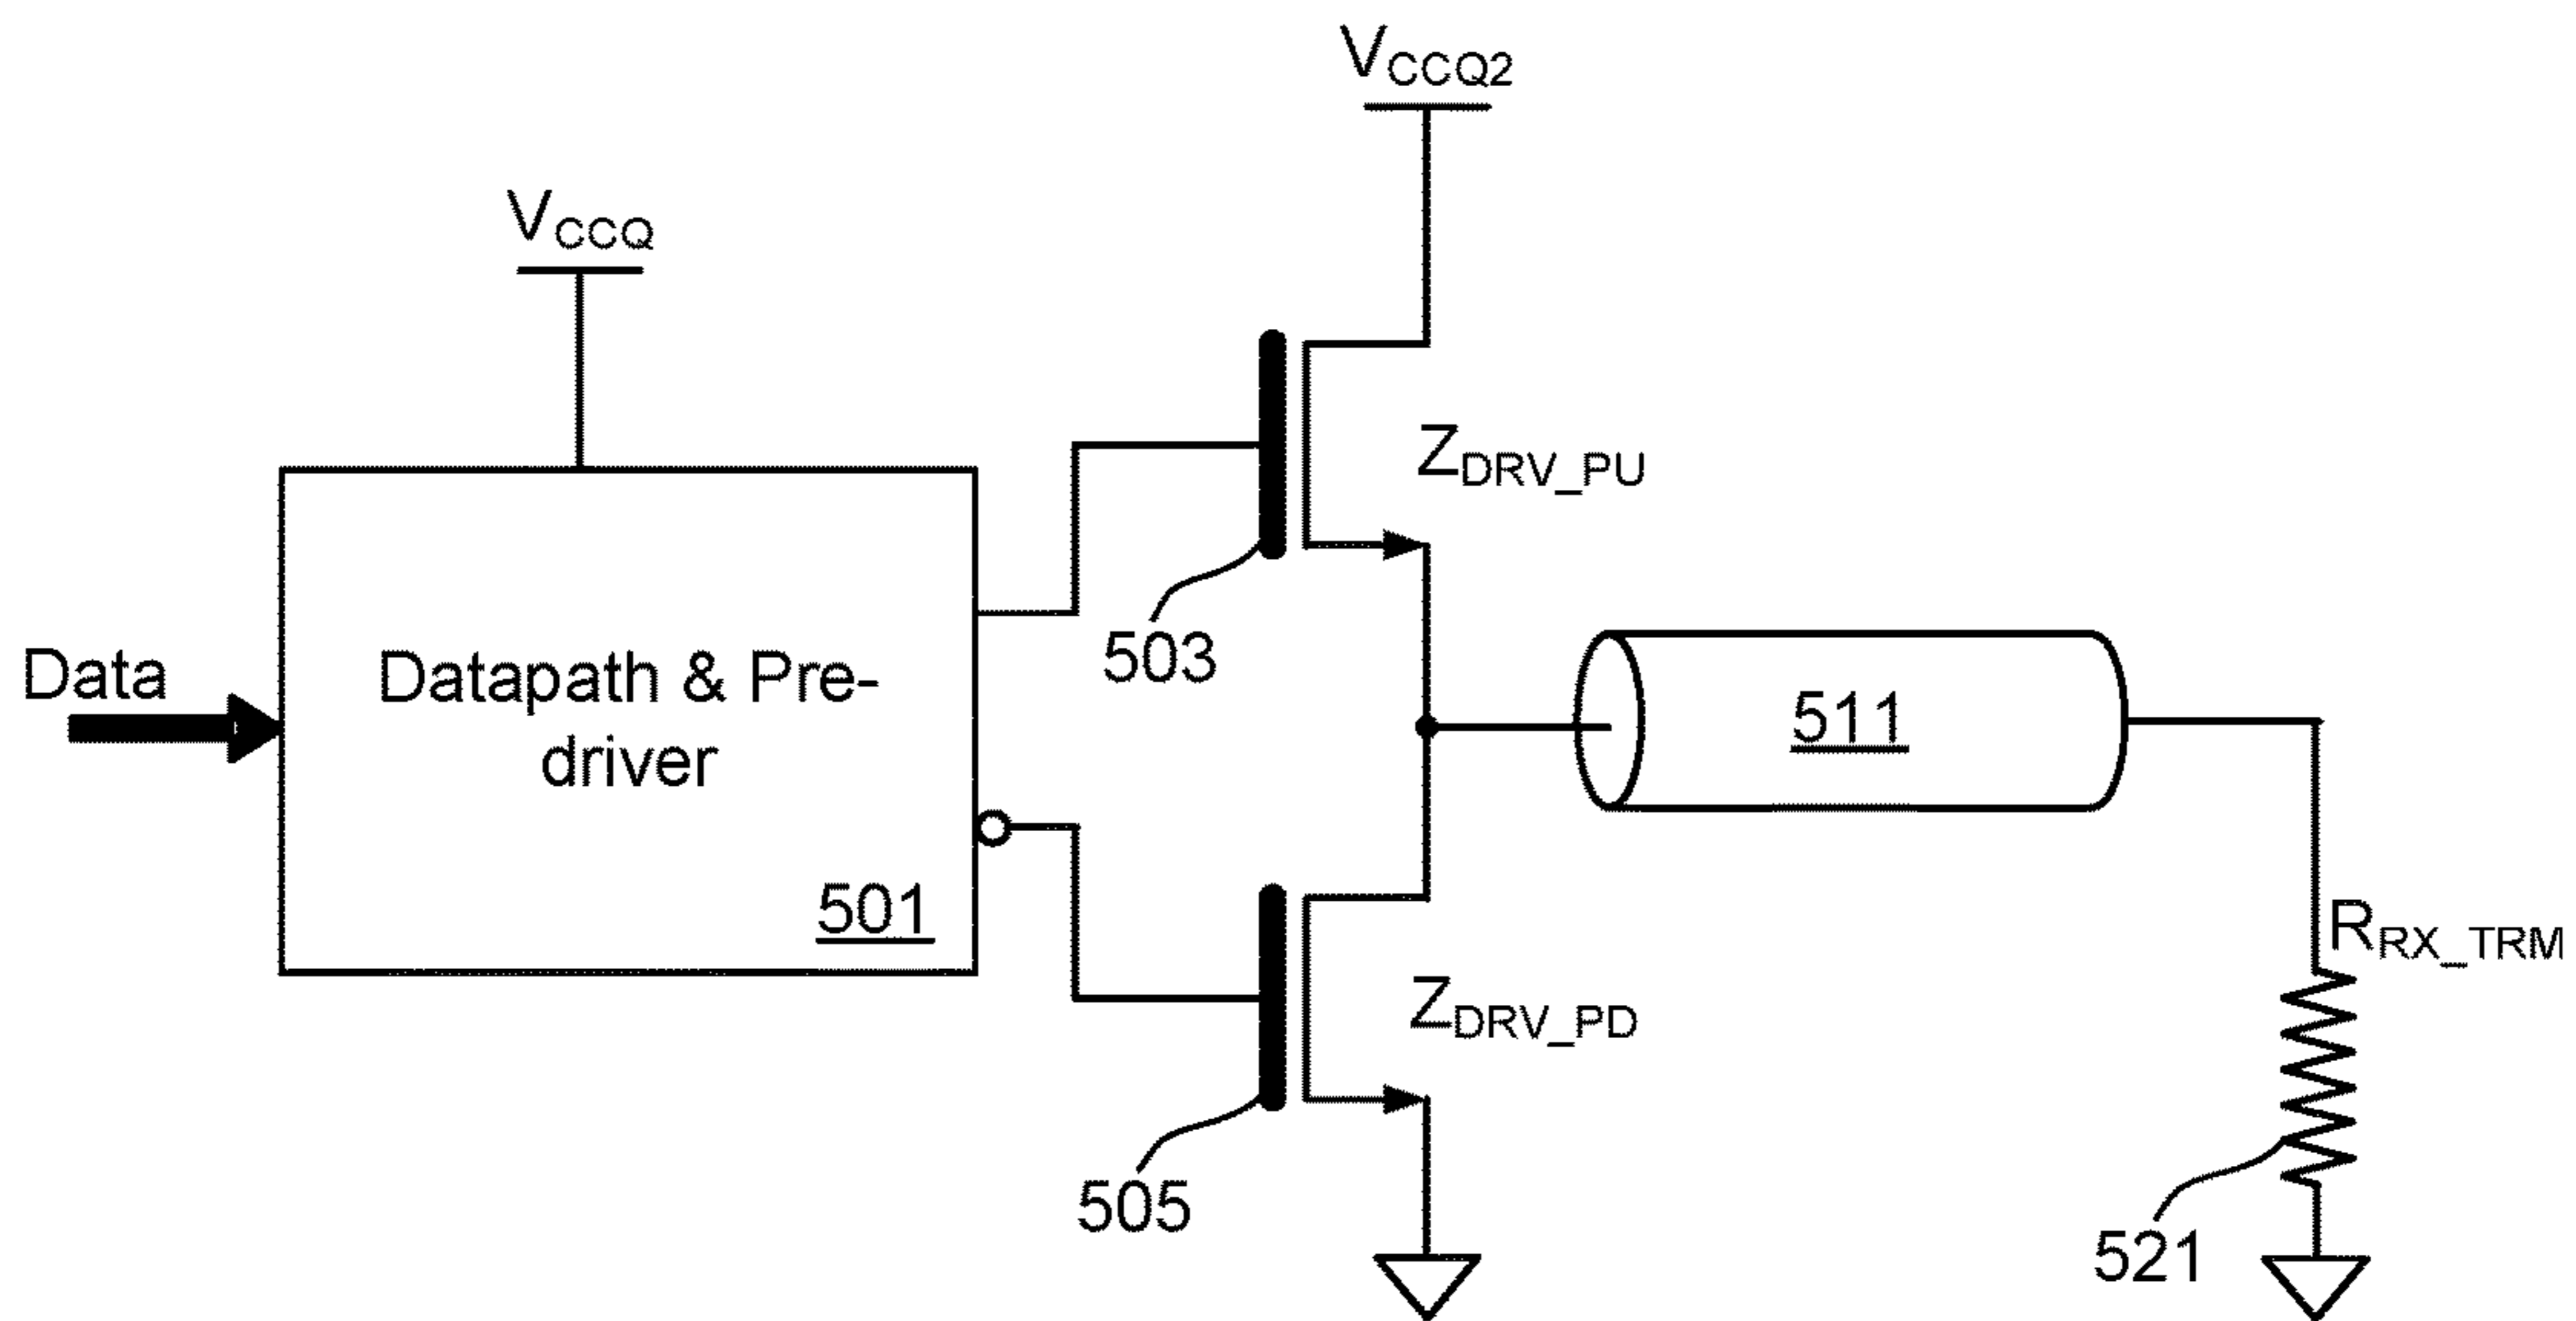 VCCQ2
VCCQ
ZDRV_PU
503
Data
Datapath & Pre-
driver
511
501
RRX_TRM
ZDRV_PD
505
521